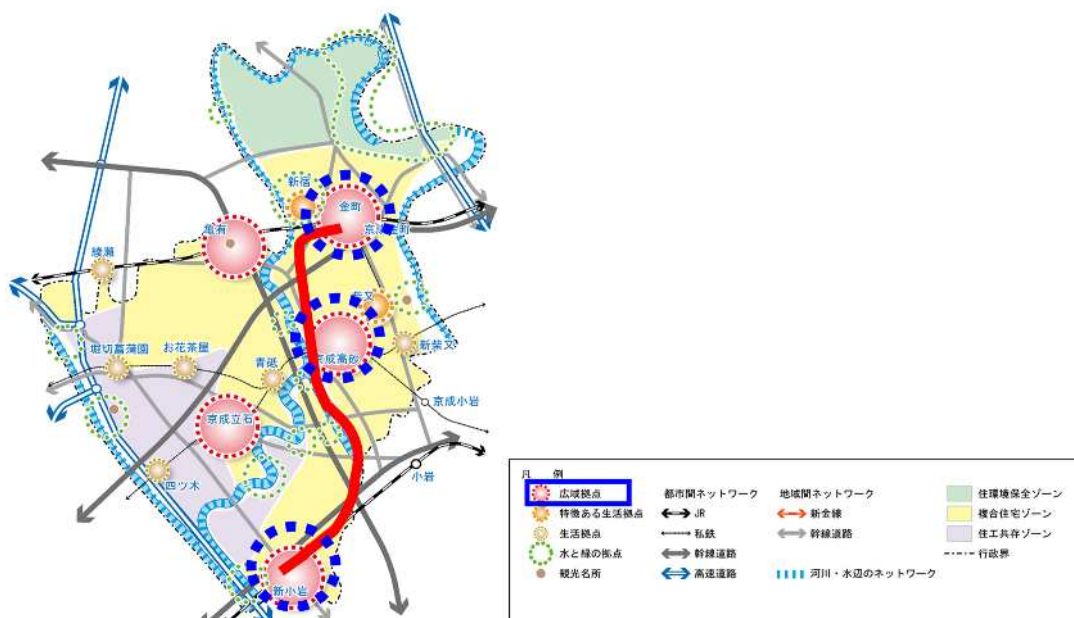 新宿
金町
京成金町
亀有
綾瀬
柴又
新柴又
京成高砂
堀切菖蒲園
お花茶屋
青砥
京成小岩
京成立石
小岩
四ツ木
新小岩
凡 例
広域拠点
特徴ある生活拠点
生活拠点
水と緑の拠点
観光名所
都市間ネットワーク
JR
私鉄
幹線道路
高速道路
地域間ネットワーク
新金線
幹線道路
河川・水辺のネットワーク
住環境保全ゾーン
複合住宅ゾーン
住工共存ゾーン
行政界